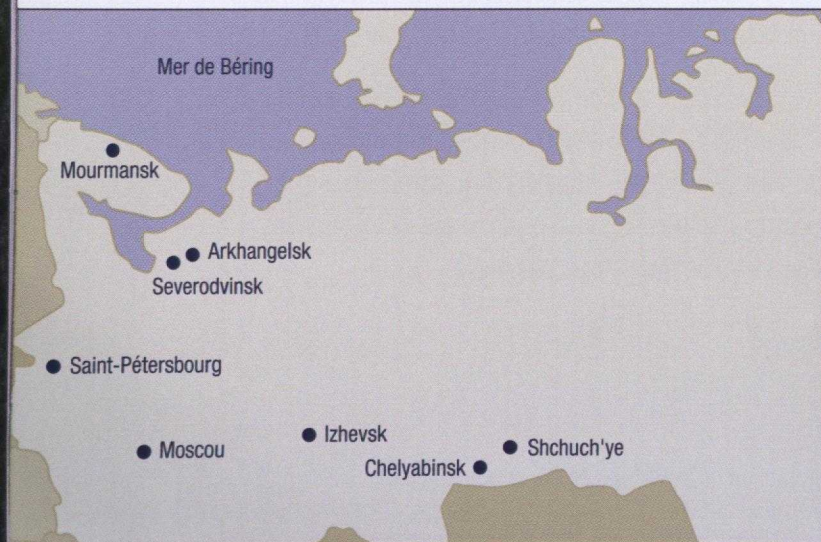 Mer de Béring
Mourmansk
Arkhangelsk
Severodvinsk
Saint-Pétersbourg
Izhevsk
Moscou
Shchuch'ye
Chelyabinsk